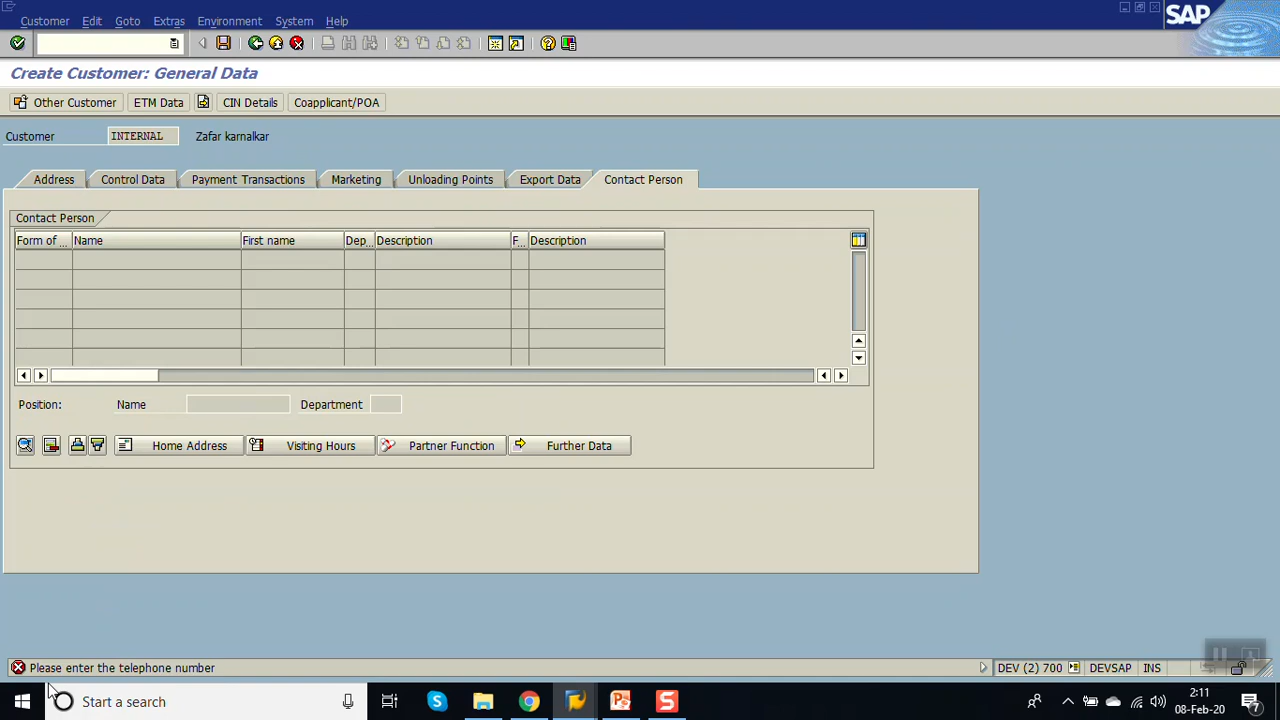 Customer Edit Goto Extras Environment System Help
SAP
Create Customer: General Data
Other Customer ETM Data CIN Details Coapplicant/POA
Customer INTERNAL Zafar karnalkar
Address Control Data Payment Transactions Marketing Unloading Points Export Data Contact Person
Contact Person
Form of ... Name First name Dep... Description F... Description
Position: Name Department
Home Address Visiting Hours Partner Function Further Data
Please enter the telephone number DEV (2) 700 DEVSAP INS
Start a search
2:11
08-Feb-20
7